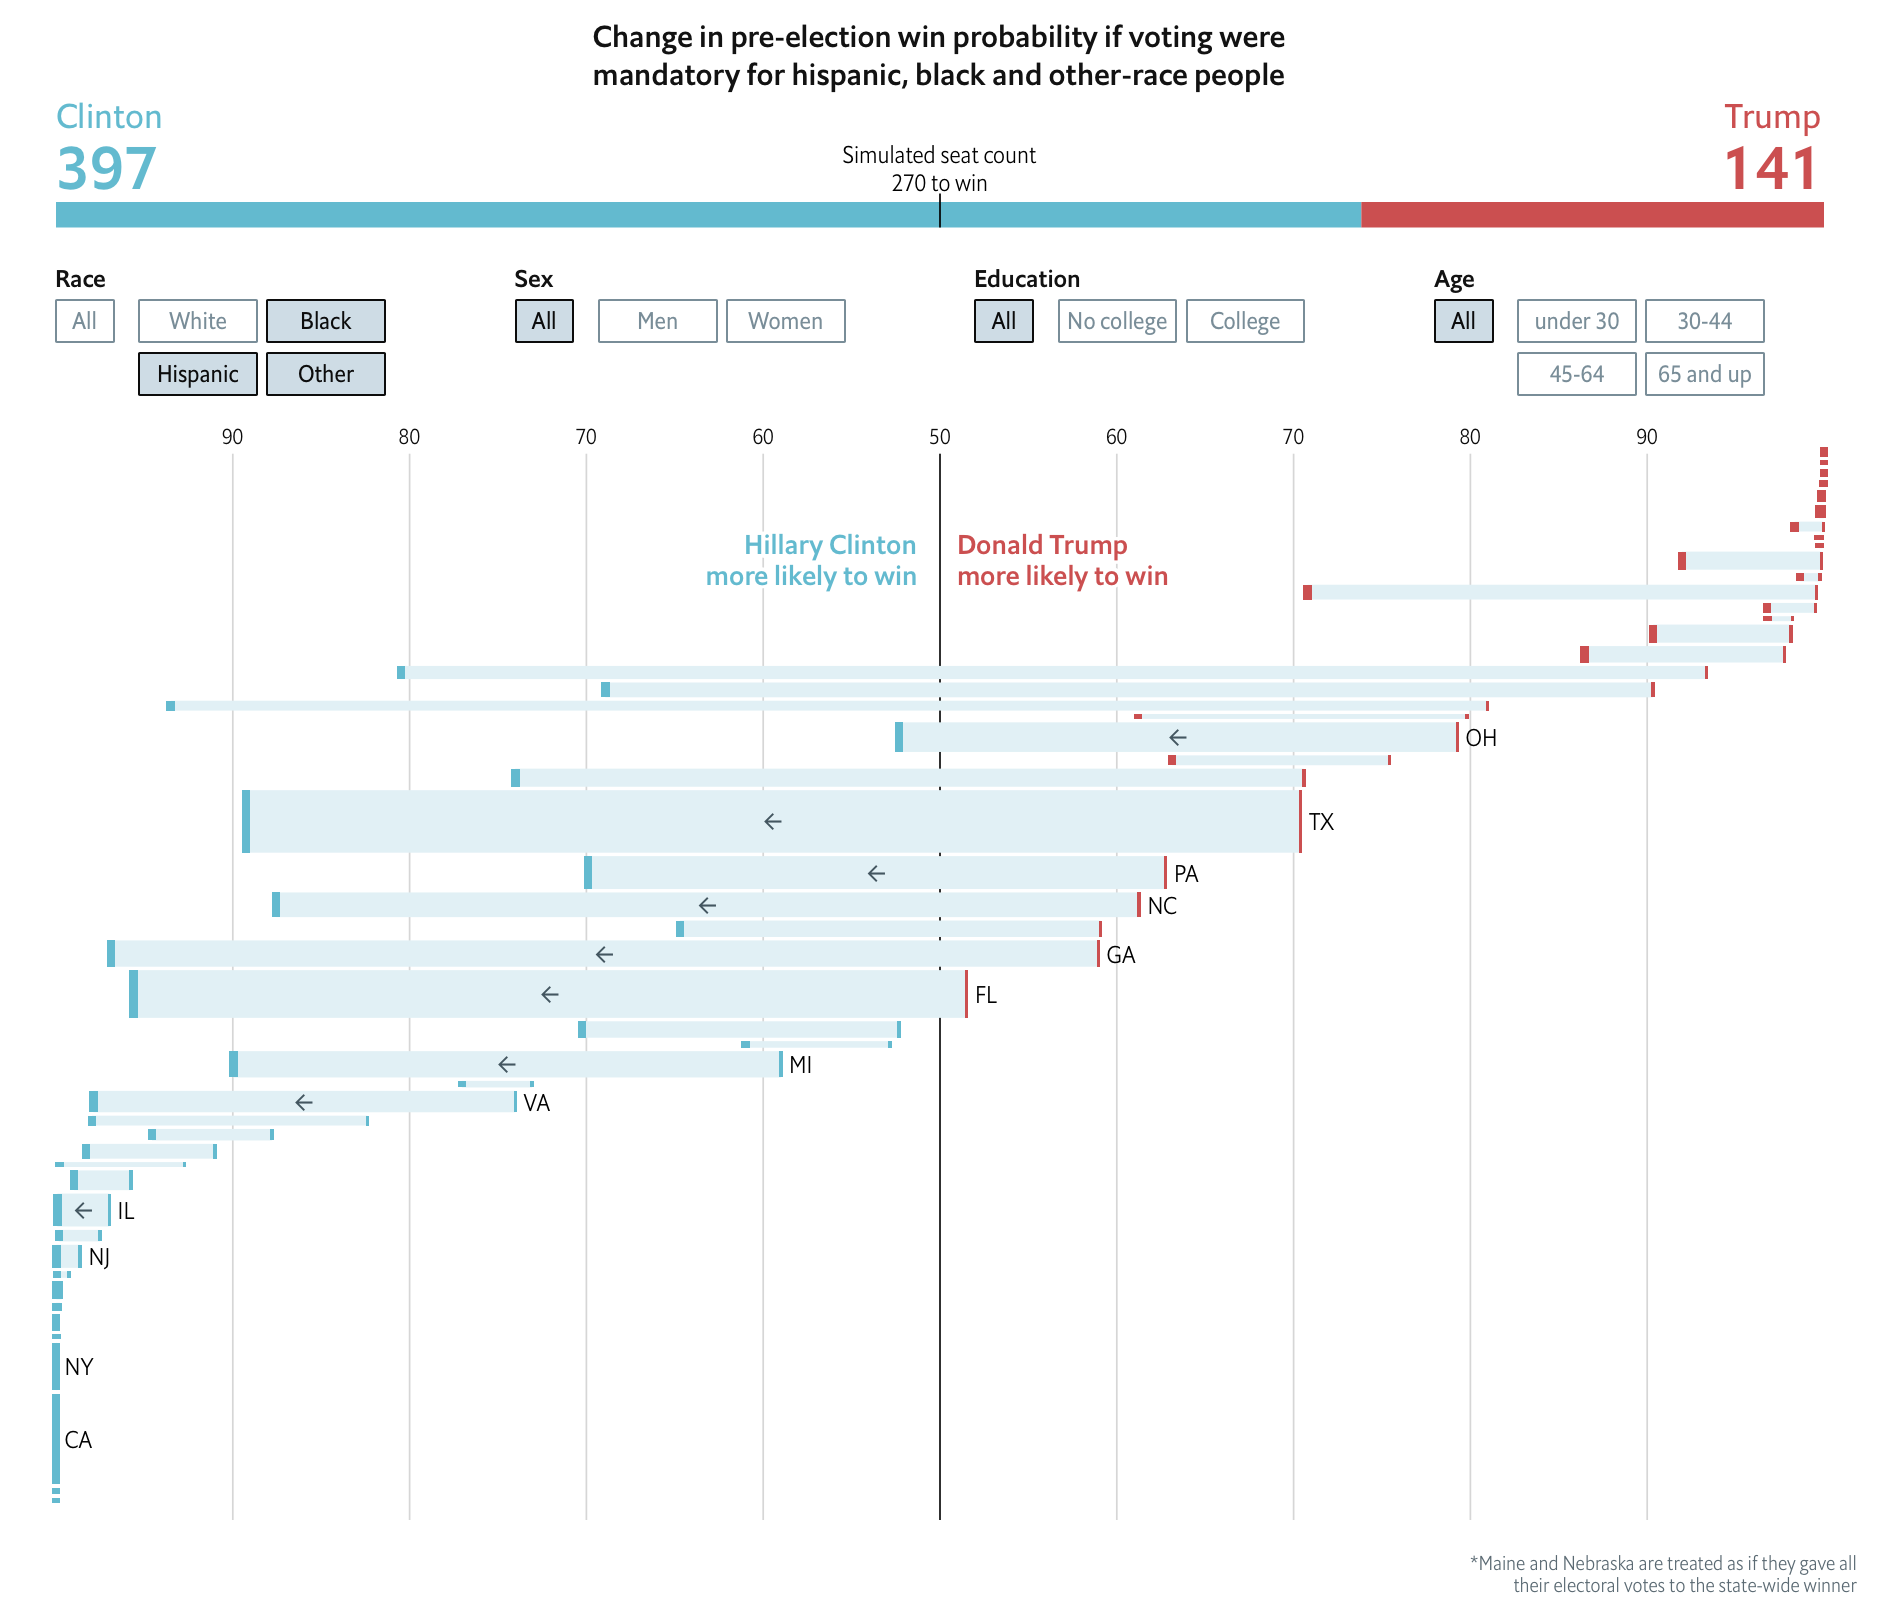 Change in pre-election win probability if voting were
mandatory for hispanic, black and other-race people
Clinton
397
Simulated seat count
270 to win
Trump
141
Race
All
White
Black
Hispanic
Other
Sex
All
Men
Women
Education
All
No college
College
Age
All
under 30
30-44
45-64
65 and up
90 80 70 60 50 60 70 80 90
Hillary Clinton
more likely to win
Donald Trump
more likely to win
OH
TX
PA
NC
GA
FL
MI
VA
IL
NJ
NY
CA
*Maine and Nebraska are treated as if they gave all
their electoral votes to the state-wide winner